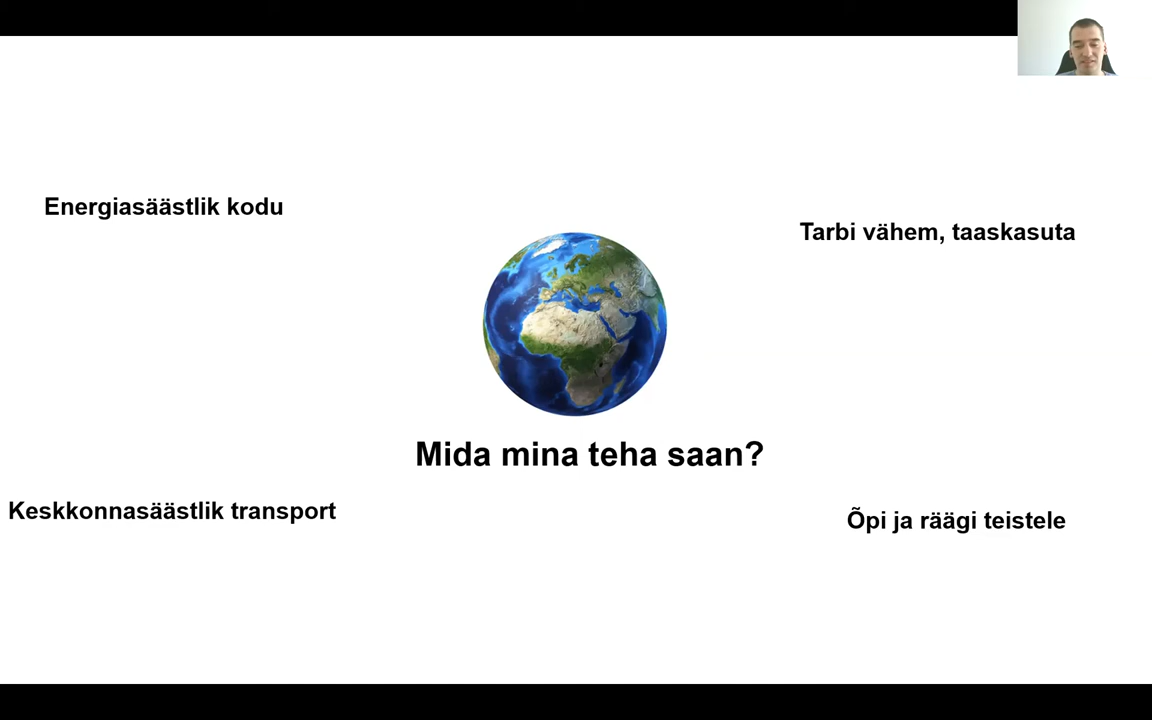 Energiasäästlik kodu
Tarbi vähem, taaskasuta
Mida mina teha saan?
Keskkonnasäästlik transport
Õpi ja räägi teistele